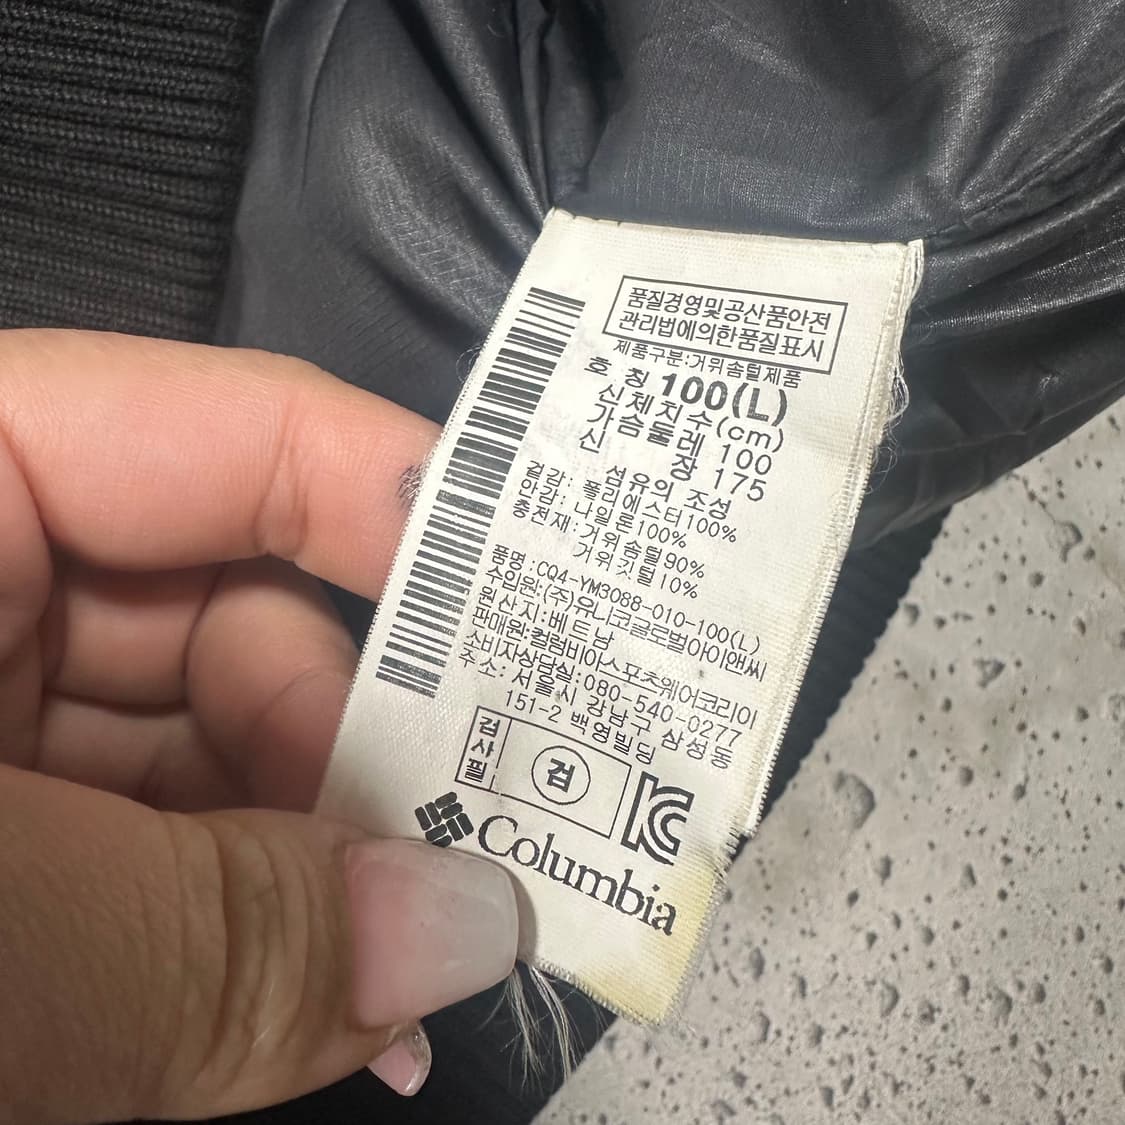 품질경영및공산품안전
관리법에의한품질표시
제품구분:거위솜털제품
호 칭 100(L)
신체치수(cm)
가슴둘레 100
신 장 175
섬유의 조성
겉감: 폴리에스터100%
안감: 나일론100%
충전재:거위솜털90%
거위깃털10%
품명:CQ4-YM3088-010-100(L)
수입원:(주)유니코글로벌아이앤씨
원산지:베트남
판매원:컬럼비아스포츠웨어코리아
소비자상담실:080-540-0277
주소: 서울시 강남구 삼성동
151-2 백영빌딩
검사필
검
Columbia